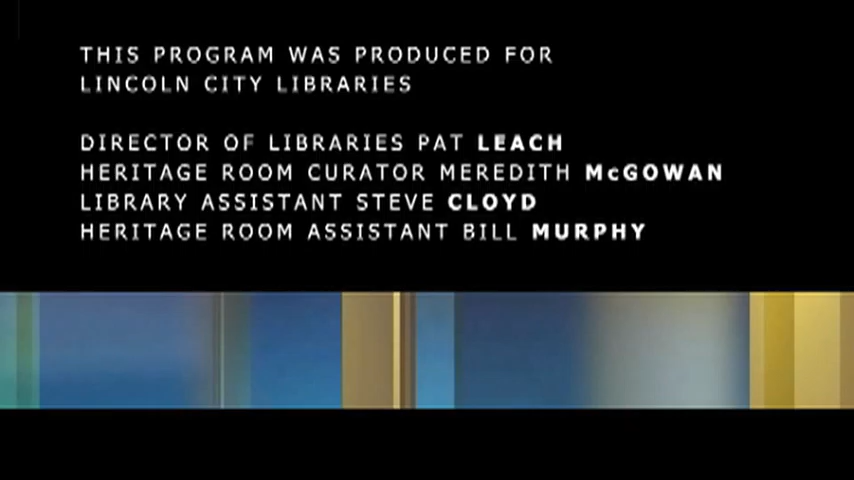 THIS PROGRAM WAS PRODUCED FOR
LINCOLN CITY LIBRARIES
DIRECTOR OF LIBRARIES PAT LEACH
HERITAGE ROOM CURATOR MEREDITH McGOWAN
LIBRARY ASSISTANT STEVE CLOYD
HERITAGE ROOM ASSISTANT BILL MURPHY